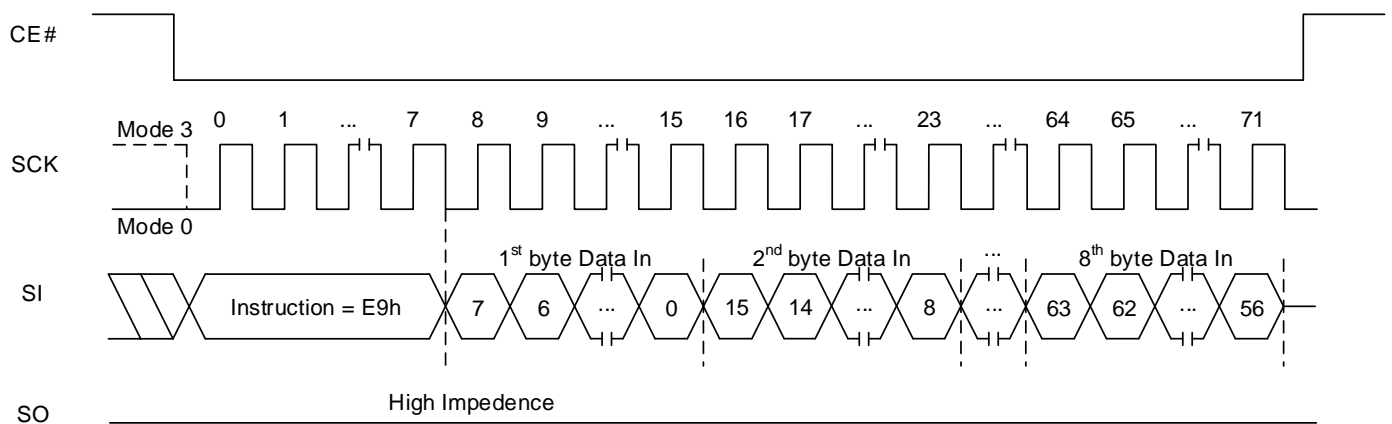 CE#
0 1 ... 7 8 9 ... 15 16 17 ... 23 ... 64 65 ... 71
Mode 3
SCK
Mode 0
1st byte Data In 2nd byte Data In ... 8th byte Data In
SI Instruction = E9h 7 6 ... 0 15 14 ... 8 ... 63 62 ... 56
High Impedence
SO